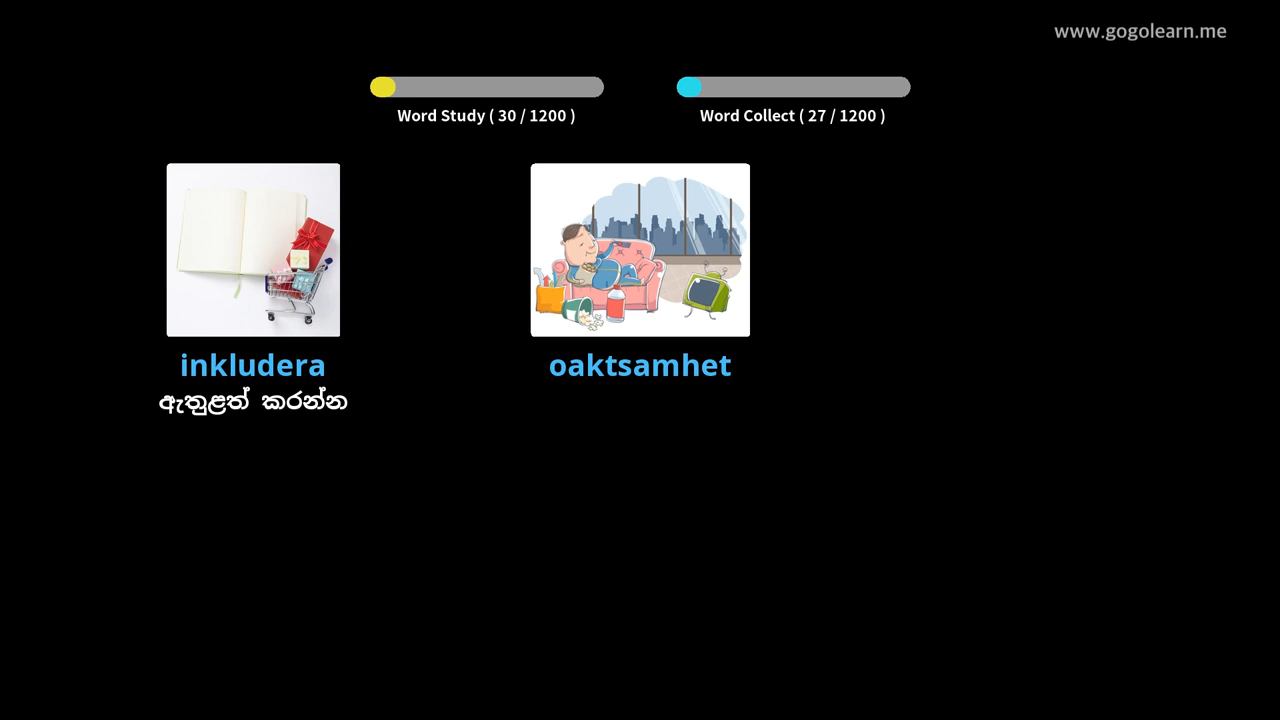 www.gogolearn.me
Word Study ( 30 / 1200 )
Word Collect ( 27 / 1200 )
inkludera
ඇතුළත් කරන්න
oaktsamhet